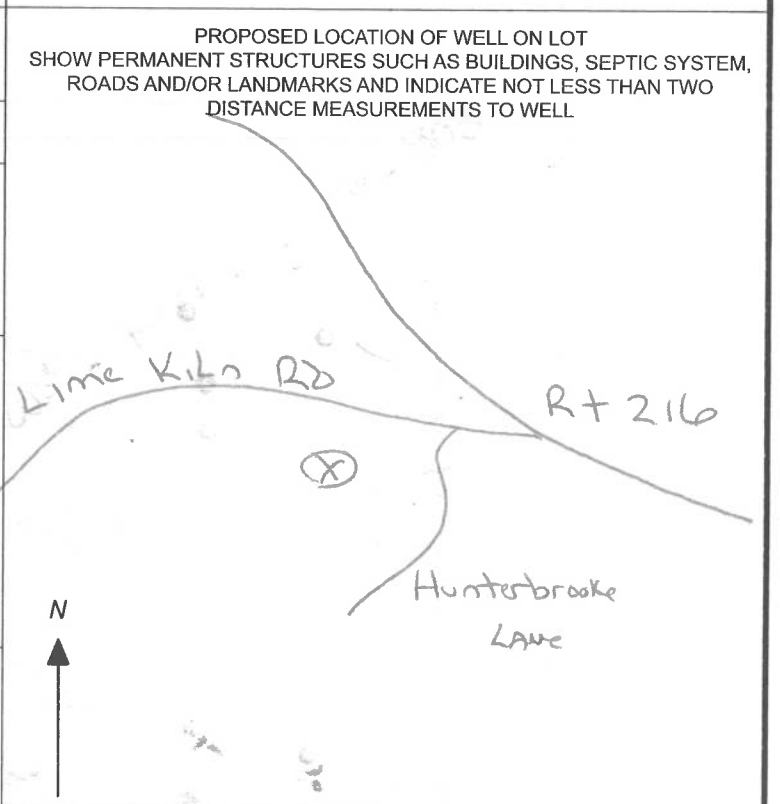 PROPOSED LOCATION OF WELL ON LOT
SHOW PERMANENT STRUCTURES SUCH AS BUILDINGS, SEPTIC SYSTEM,
ROADS AND/OR LANDMARKS AND INDICATE NOT LESS THAN TWO
DISTANCE MEASUREMENTS TO WELL
Lime Kiln RD
Rt 216
X
Hunterbrooke
LANE
N